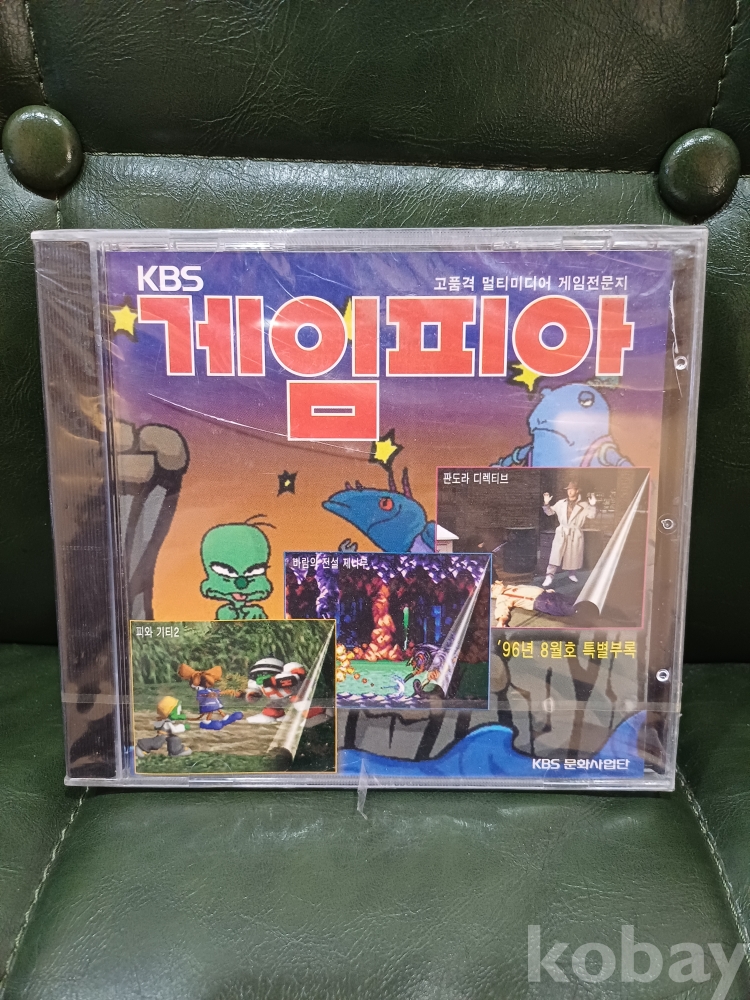 KBS
고품격 멀티미디어 게임전문지
게임피아
판도라 디렉티브
바람의 전설 제나두
피와 기티2
'96년 8월호 특별부록
KBS 문화사업단
kobay